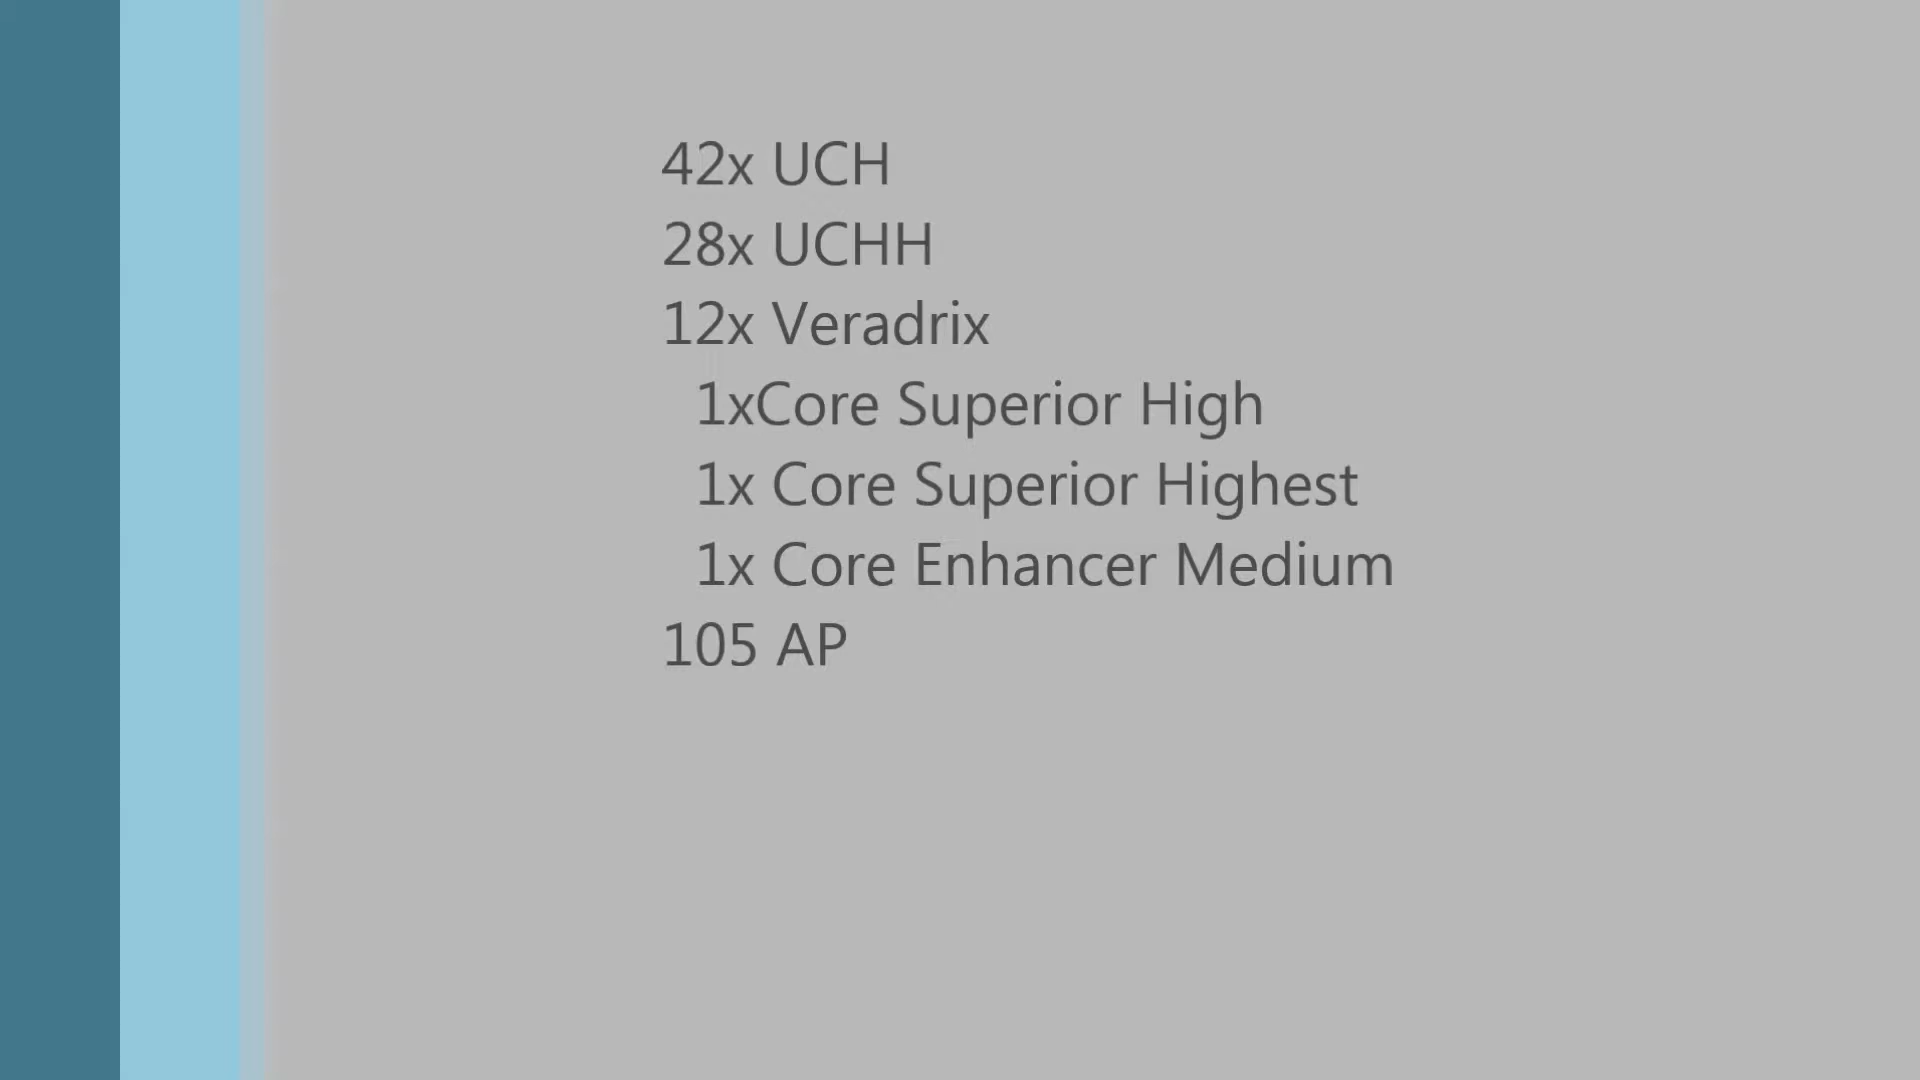 42x UCH
28x UCHH
12x Veradrix
1xCore Superior High
1x Core Superior Highest
1x Core Enhancer Medium
105 AP